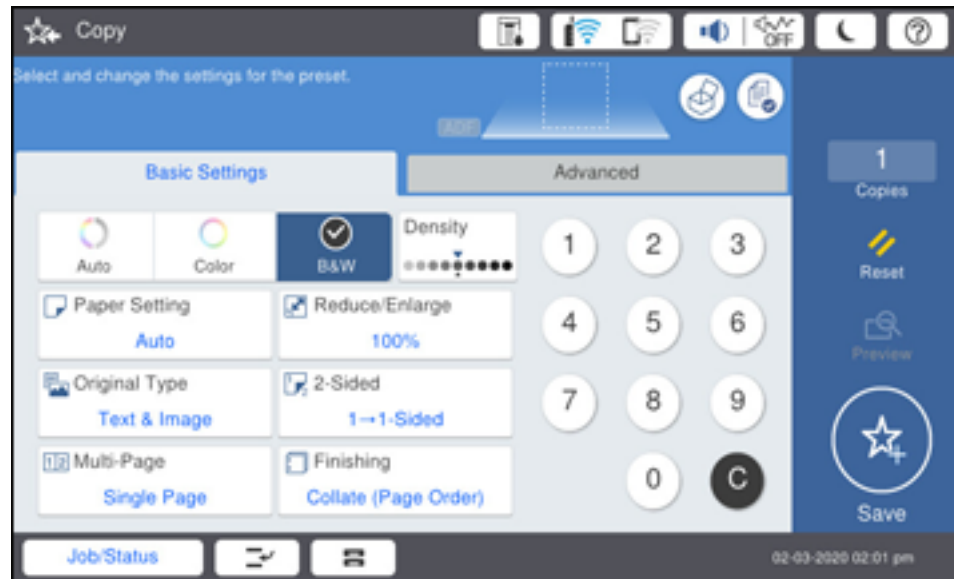 Copy
OFF
Select and change the settings for the preset.
ADF
Basic Settings
Advanced
1
Copies
Auto
Color
B&W
Density
1
2
3
Reset
Paper Setting
Auto
Reduce/Enlarge
100%
4
5
6
Preview
Original Type
Text & Image
2-Sided
1→1-Sided
7
8
9
Multi-Page
Single Page
Finishing
Collate (Page Order)
0
C
Save
Job/Status
02-03-2020 02:01 pm